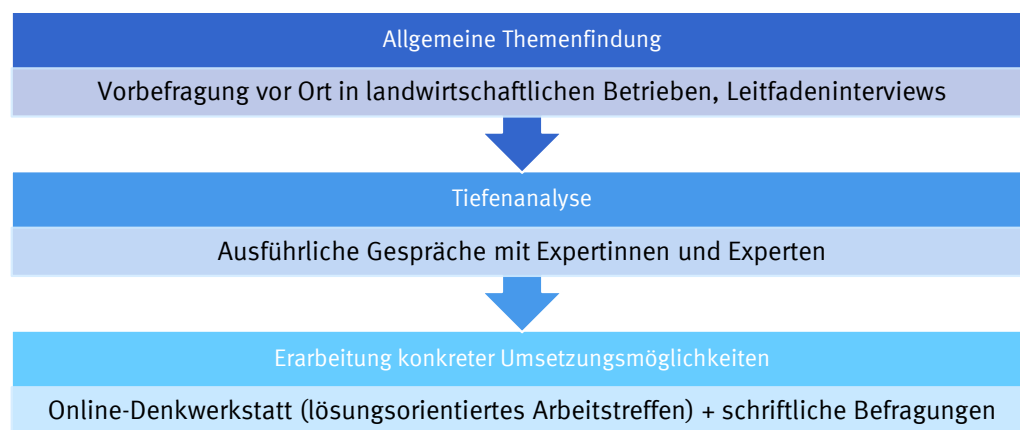 Allgemeine Themenfindung
Vorbefragung vor Ort in landwirtschaftlichen Betrieben, Leitfadeninterviews
Tiefenanalyse
Ausführliche Gespräche mit Expertinnen und Experten
Erarbeitung konkreter Umsetzungsmöglichkeiten
Online-Denkwerkstatt (lösungsorientiertes Arbeitstreffen) + schriftliche Befragungen